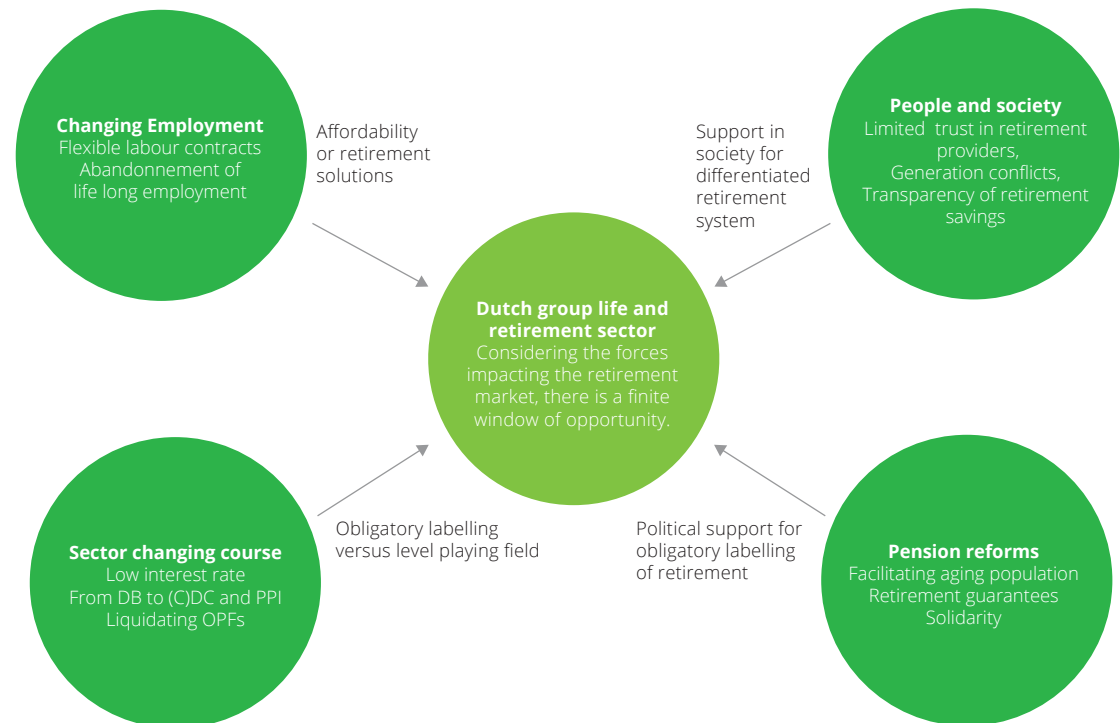 Changing Employment
Flexible labour contracts
Abandonnement of
life long employment
Affordability
or retirement
solutions
Support in
society for
differentiated
retirement
system
People and society
Limited trust in retirement
providers,
Generation conflicts,
Transparency of retirement
savings
Dutch group life and
retirement sector
Considering the forces
impacting the retirement
market, there is a finite
window of opportunity.
Sector changing course
Low interest rate
From DB to (C)DC and PPI
Liquidating OPFs
Obligatory labelling
versus level playing field
Political support for
obligatory labelling
of retirement
Pension reforms
Facilitating aging population
Retirement guarantees
Solidarity